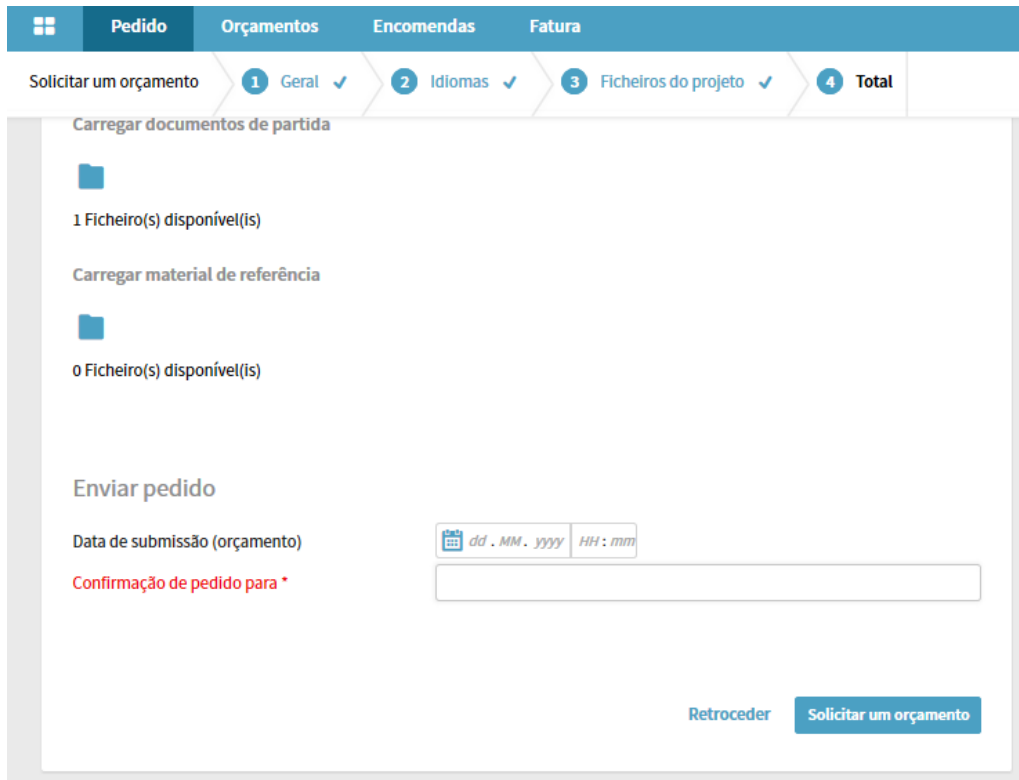 Pedido Orçamentos Encomendas Fatura
Solicitar um orçamento 1 Geral 2 Idiomas 3 Ficheiros do projeto 4 Total
Carregar documentos de partida
1 Ficheiro(s) disponível(is)
Carregar material de referência
0 Ficheiro(s) disponível(is)
Enviar pedido
Data de submissão (orçamento) dd . MM . yyyy HH : mm
Confirmação de pedido para *
Retroceder Solicitar um orçamento